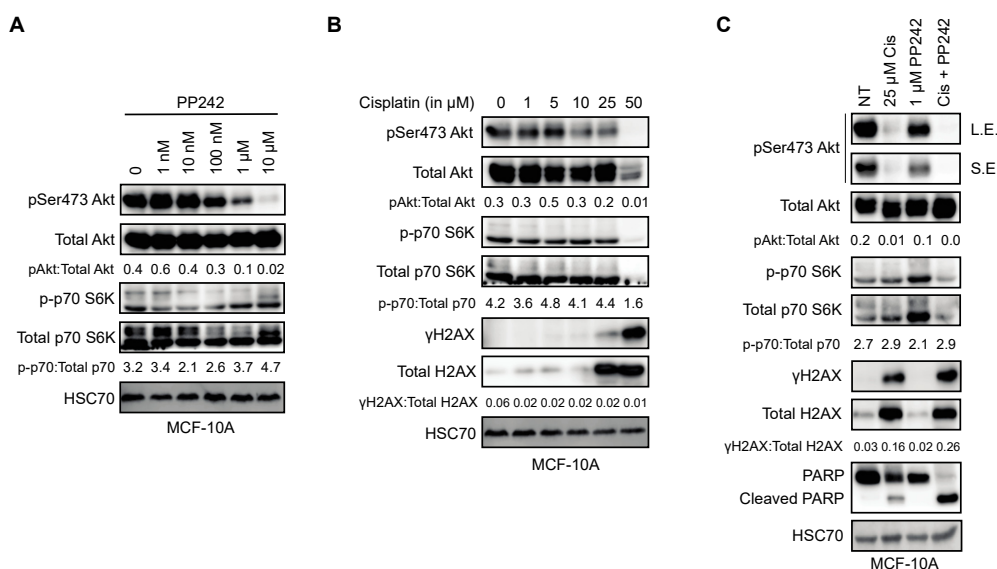 A
PP242
0 1 nM 10 nM 100 nM 1 µM 10 µM
pSer473 Akt
Total Akt
pAkt:Total Akt 0.4 0.6 0.4 0.3 0.1 0.02
p-p70 S6K
Total p70 S6K
p-p70:Total p70 3.2 3.4 2.1 2.6 3.7 4.7
HSC70
MCF-10A
B
Cisplatin (in µM) 0 1 5 10 25 50
pSer473 Akt
Total Akt
pAkt:Total Akt 0.3 0.3 0.5 0.3 0.2 0.01
p-p70 S6K
Total p70 S6K
p-p70:Total p70 4.2 3.6 4.8 4.1 4.4 1.6
γH2AX
Total H2AX
γH2AX:Total H2AX 0.06 0.02 0.02 0.02 0.02 0.01
HSC70
MCF-10A
C
NT 25 µM Cis 1 µM PP242 Cis + PP242
L.E.
pSer473 Akt
S.E
Total Akt
pAkt:Total Akt 0.2 0.01 0.1 0.0
p-p70 S6K
Total p70 S6K
p-p70:Total p70 2.7 2.9 2.1 2.9
γH2AX
Total H2AX
γH2AX:Total H2AX 0.03 0.16 0.02 0.26
PARP
Cleaved PARP
HSC70
MCF-10A